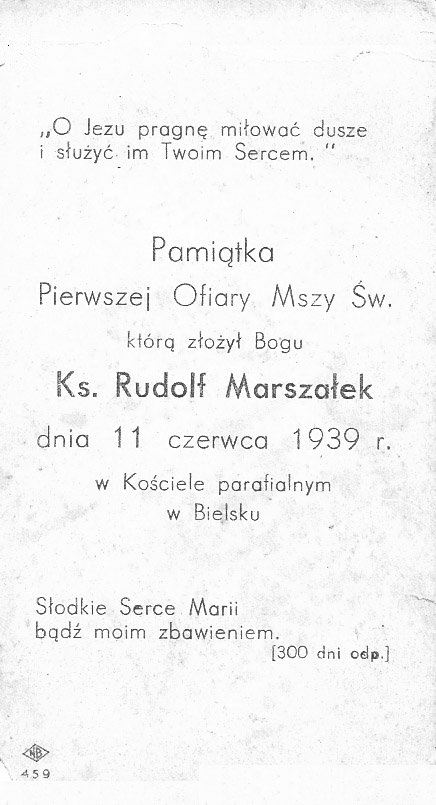 „O Jezu pragnę miłować dusze
i służyć im Twoim Sercem. "
Pamiątka
Pierwszej Ofiary Mszy Św.
którą złożył Bogu
Ks. Rudolf Marszałek
dnia 11 czerwca 1939 r.
w Kościele parafialnym
w Bielsku
Słodkie Serce Marii
bądź moim zbawieniem.
[300 dni odp.]
NB
459